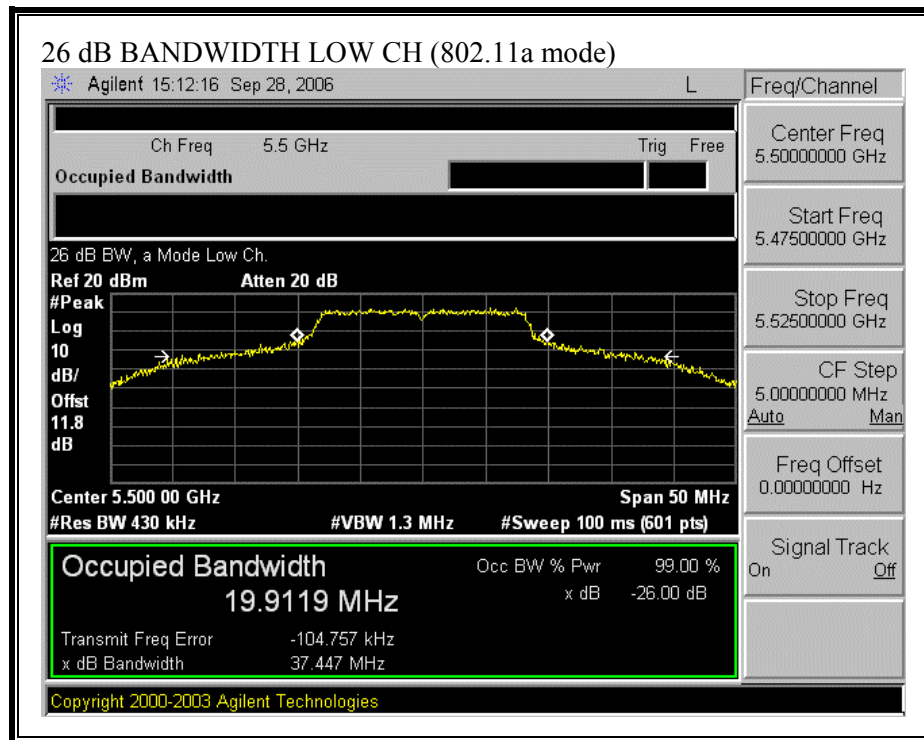 26 dB BANDWIDTH LOW CH (802.11a mode)
Agilent 15:12:16 Sep 28, 2006 L
Freq/Channel
Ch Freq 5.5 GHz Trig Free
Occupied Bandwidth
Center Freq
5.50000000 GHz
Start Freq
5.47500000 GHz
Stop Freq
5.52500000 GHz
CF Step
5.00000000 MHz
Auto Man
Freq Offset
0.00000000 Hz
Signal Track
On Off
26 dB BW, a Mode Low Ch.
Ref 20 dBm Atten 20 dB
#Peak
Log
10
dB/
Offst
11.8
dB
Center 5.500 00 GHz Span 50 MHz
#Res BW 430 kHz #VBW 1.3 MHz #Sweep 100 ms (601 pts)
Occupied Bandwidth Occ BW % Pwr 99.00 %
19.9119 MHz x dB -26.00 dB
Transmit Freq Error -104.757 kHz
x dB Bandwidth 37.447 MHz
Copyright 2000-2003 Agilent Technologies